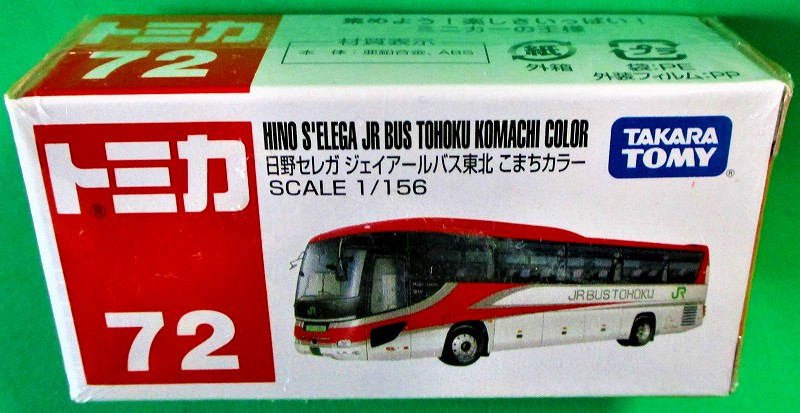 トミカ
72
集めよう!楽しさいっぱい!
ミニカーの王様
材質表示
本 体:亜鉛合金、ABS
紙
外箱
プラ
袋:PE
外装フィルム:PP
トミカ
®
72
HINO S'ELEGA JR BUS TOHOKU KOMACHI COLOR
日野セレガ ジェイアールバス東北 こまちカラー
SCALE 1/156
TAKARA
TOMY
®
JR BUS TOHOKU
JR